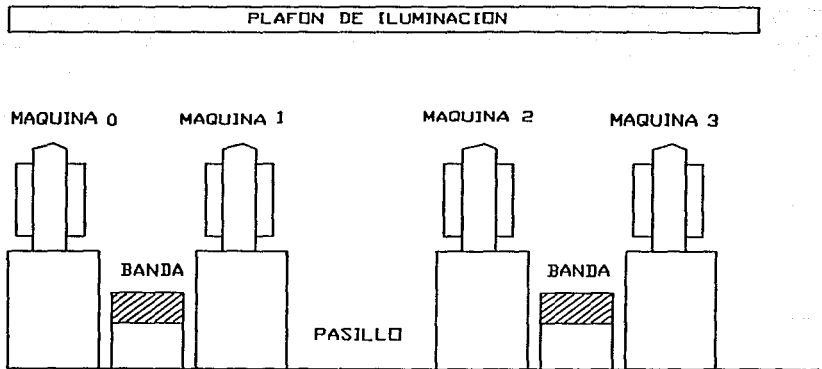 PLAFON DE ILUMINACION
MAQUINA 0 MAQUINA 1 MAQUINA 2 MAQUINA 3
BANDA BANDA
PASILLO